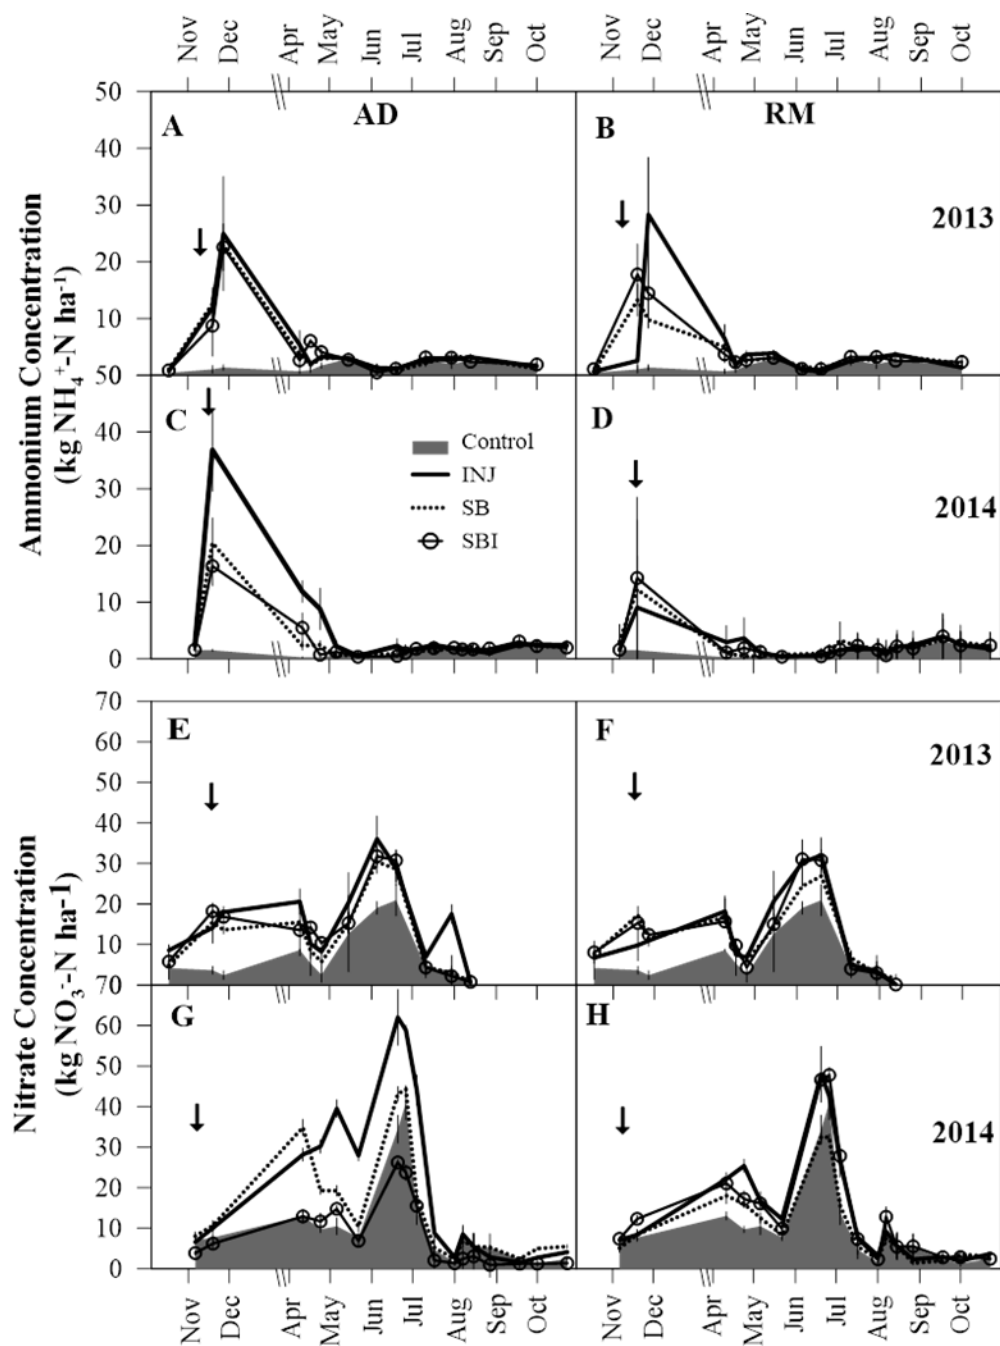 Nov Dec Apr May Jun Jul Aug Sep Oct Nov Dec Apr May Jun Jul Aug Sep Oct
50
A AD B RM
40
30
2013
20
10
50
C D
40
Control
INJ
30
SB
2014
SBI
20
10
0
Ammonium Concentration
(kg NH₄⁺-N ha⁻¹)
70
E F
2013
60
50
40
30
20
10
70
0
G H
60
50
40
2014
30
20
10
0
Nitrate Concentration
(kg NO₃⁻-N ha⁻¹)
Nov Dec Apr May Jun Jul Aug Sep Oct Nov Dec Apr May Jun Jul Aug Sep Oct